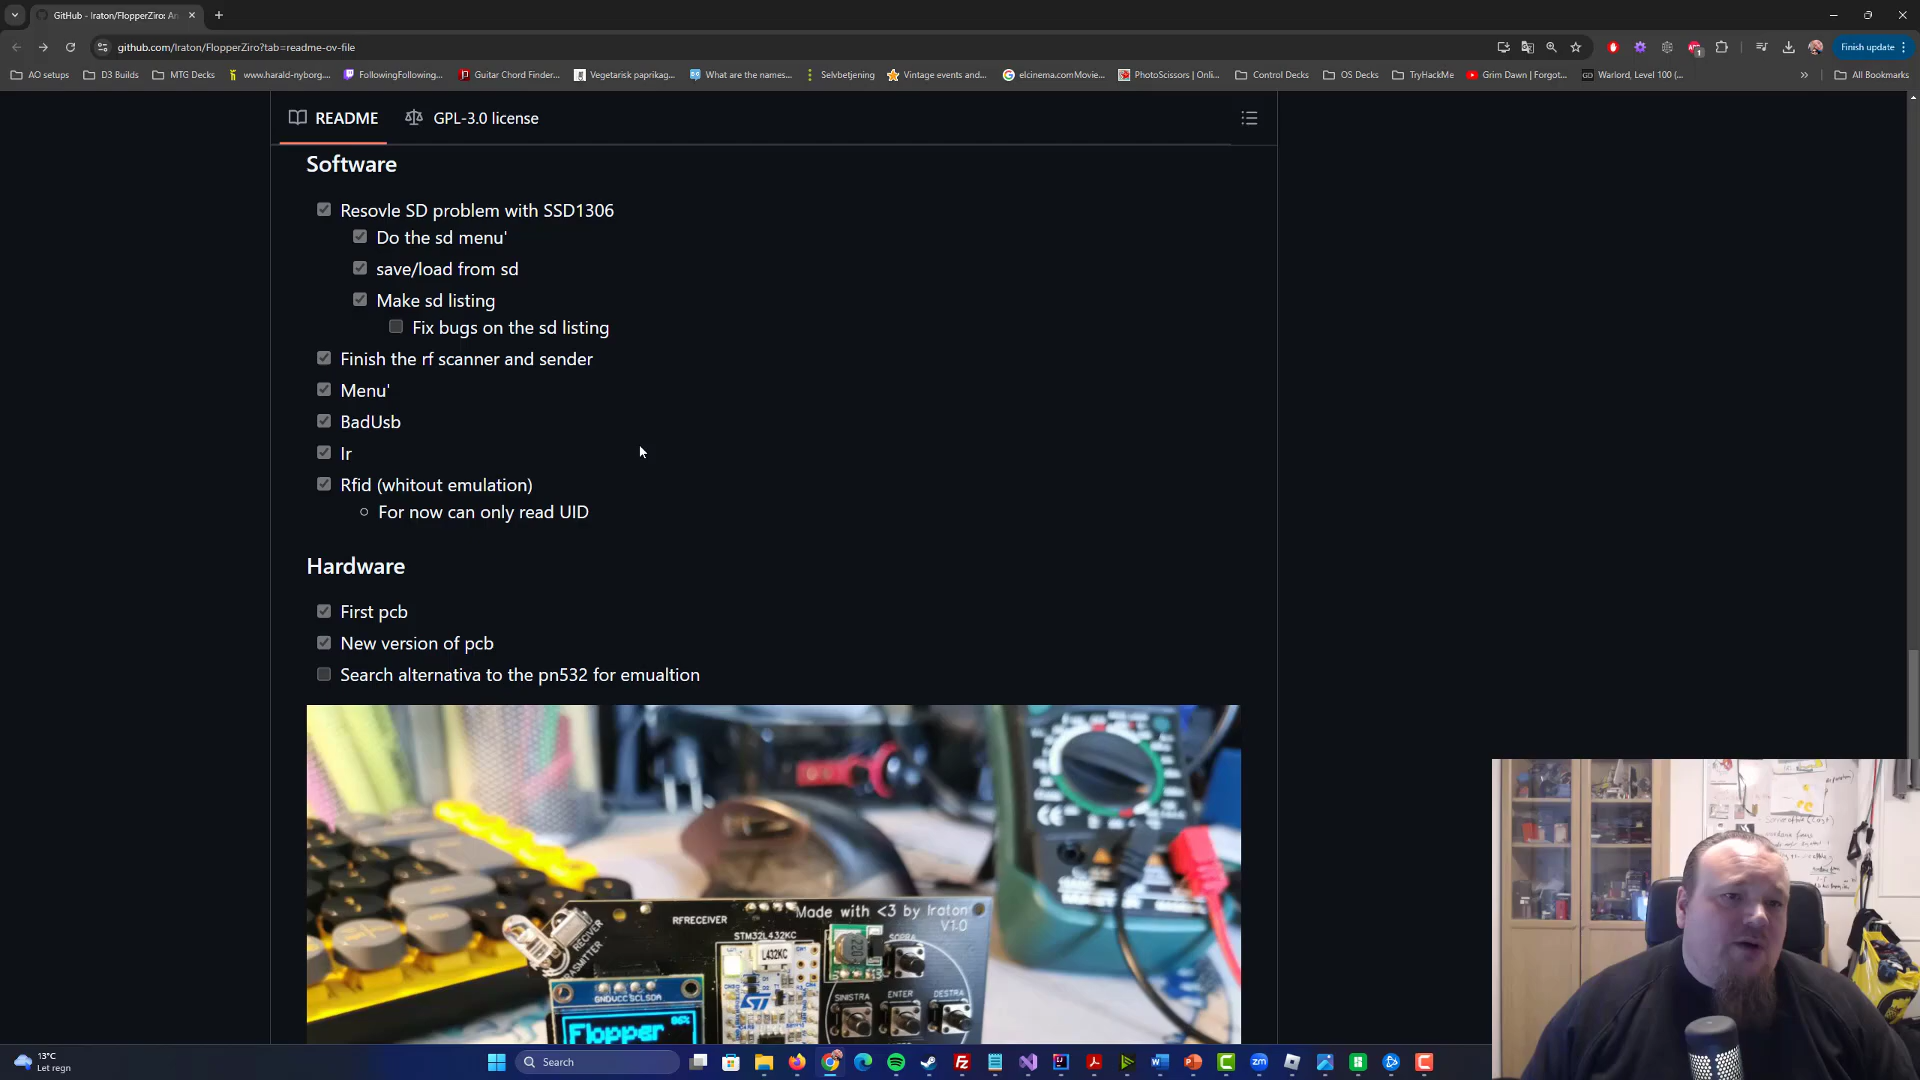 GitHub - Iraton/FlopperZiro: An
github.com/Iraton/FlopperZiro?tab=readme-ov-file
Finish update
AO setups
D3 Builds
MTG Decks
www.harald-nyborg....
FollowingFollowing...
Guitar Chord Finder...
Vegetarisk paprikag...
What are the names...
Selvbetjening
Vintage events and...
elcinema.comMovie...
PhotoScissors | Onli...
Control Decks
OS Decks
TryHackMe
Grim Dawn | Forgot...
Warlord, Level 100 (...
All Bookmarks
README
GPL-3.0 license
Software
Resovle SD problem with SSD1306
Do the sd menu'
save/load from sd
Make sd listing
Fix bugs on the sd listing
Finish the rf scanner and sender
Menu'
BadUsb
Ir
Rfid (whitout emulation)
For now can only read UID
Hardware
First pcb
New version of pcb
Search alternativa to the pn532 for emualtion
Made with <3 by Iraton
V1.0
RFRECEIVER
STM32L432KC
L432KC
SOPRA
RECIVER
TRASMITTER
GNDVCCSCLSDA
SINISTRA
ENTER
DESTRA
Flopper
86%
13°C
Let regn
Search